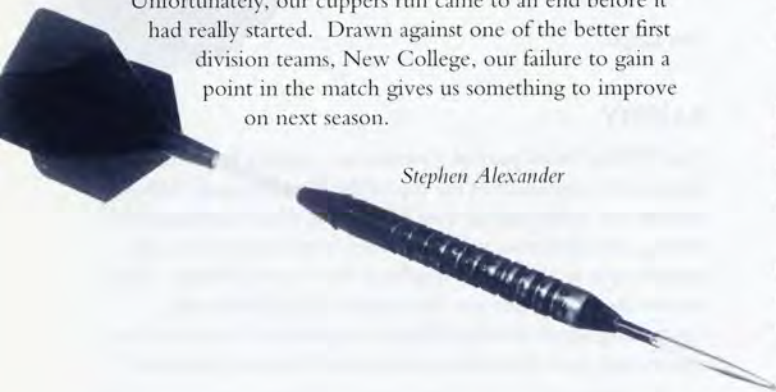 Unfortunately, our cuppers run came to an end before it
had really started. Drawn against one of the better first
division teams, New College, our failure to gain a
point in the match gives us something to improve
on next season.
Stephen Alexander